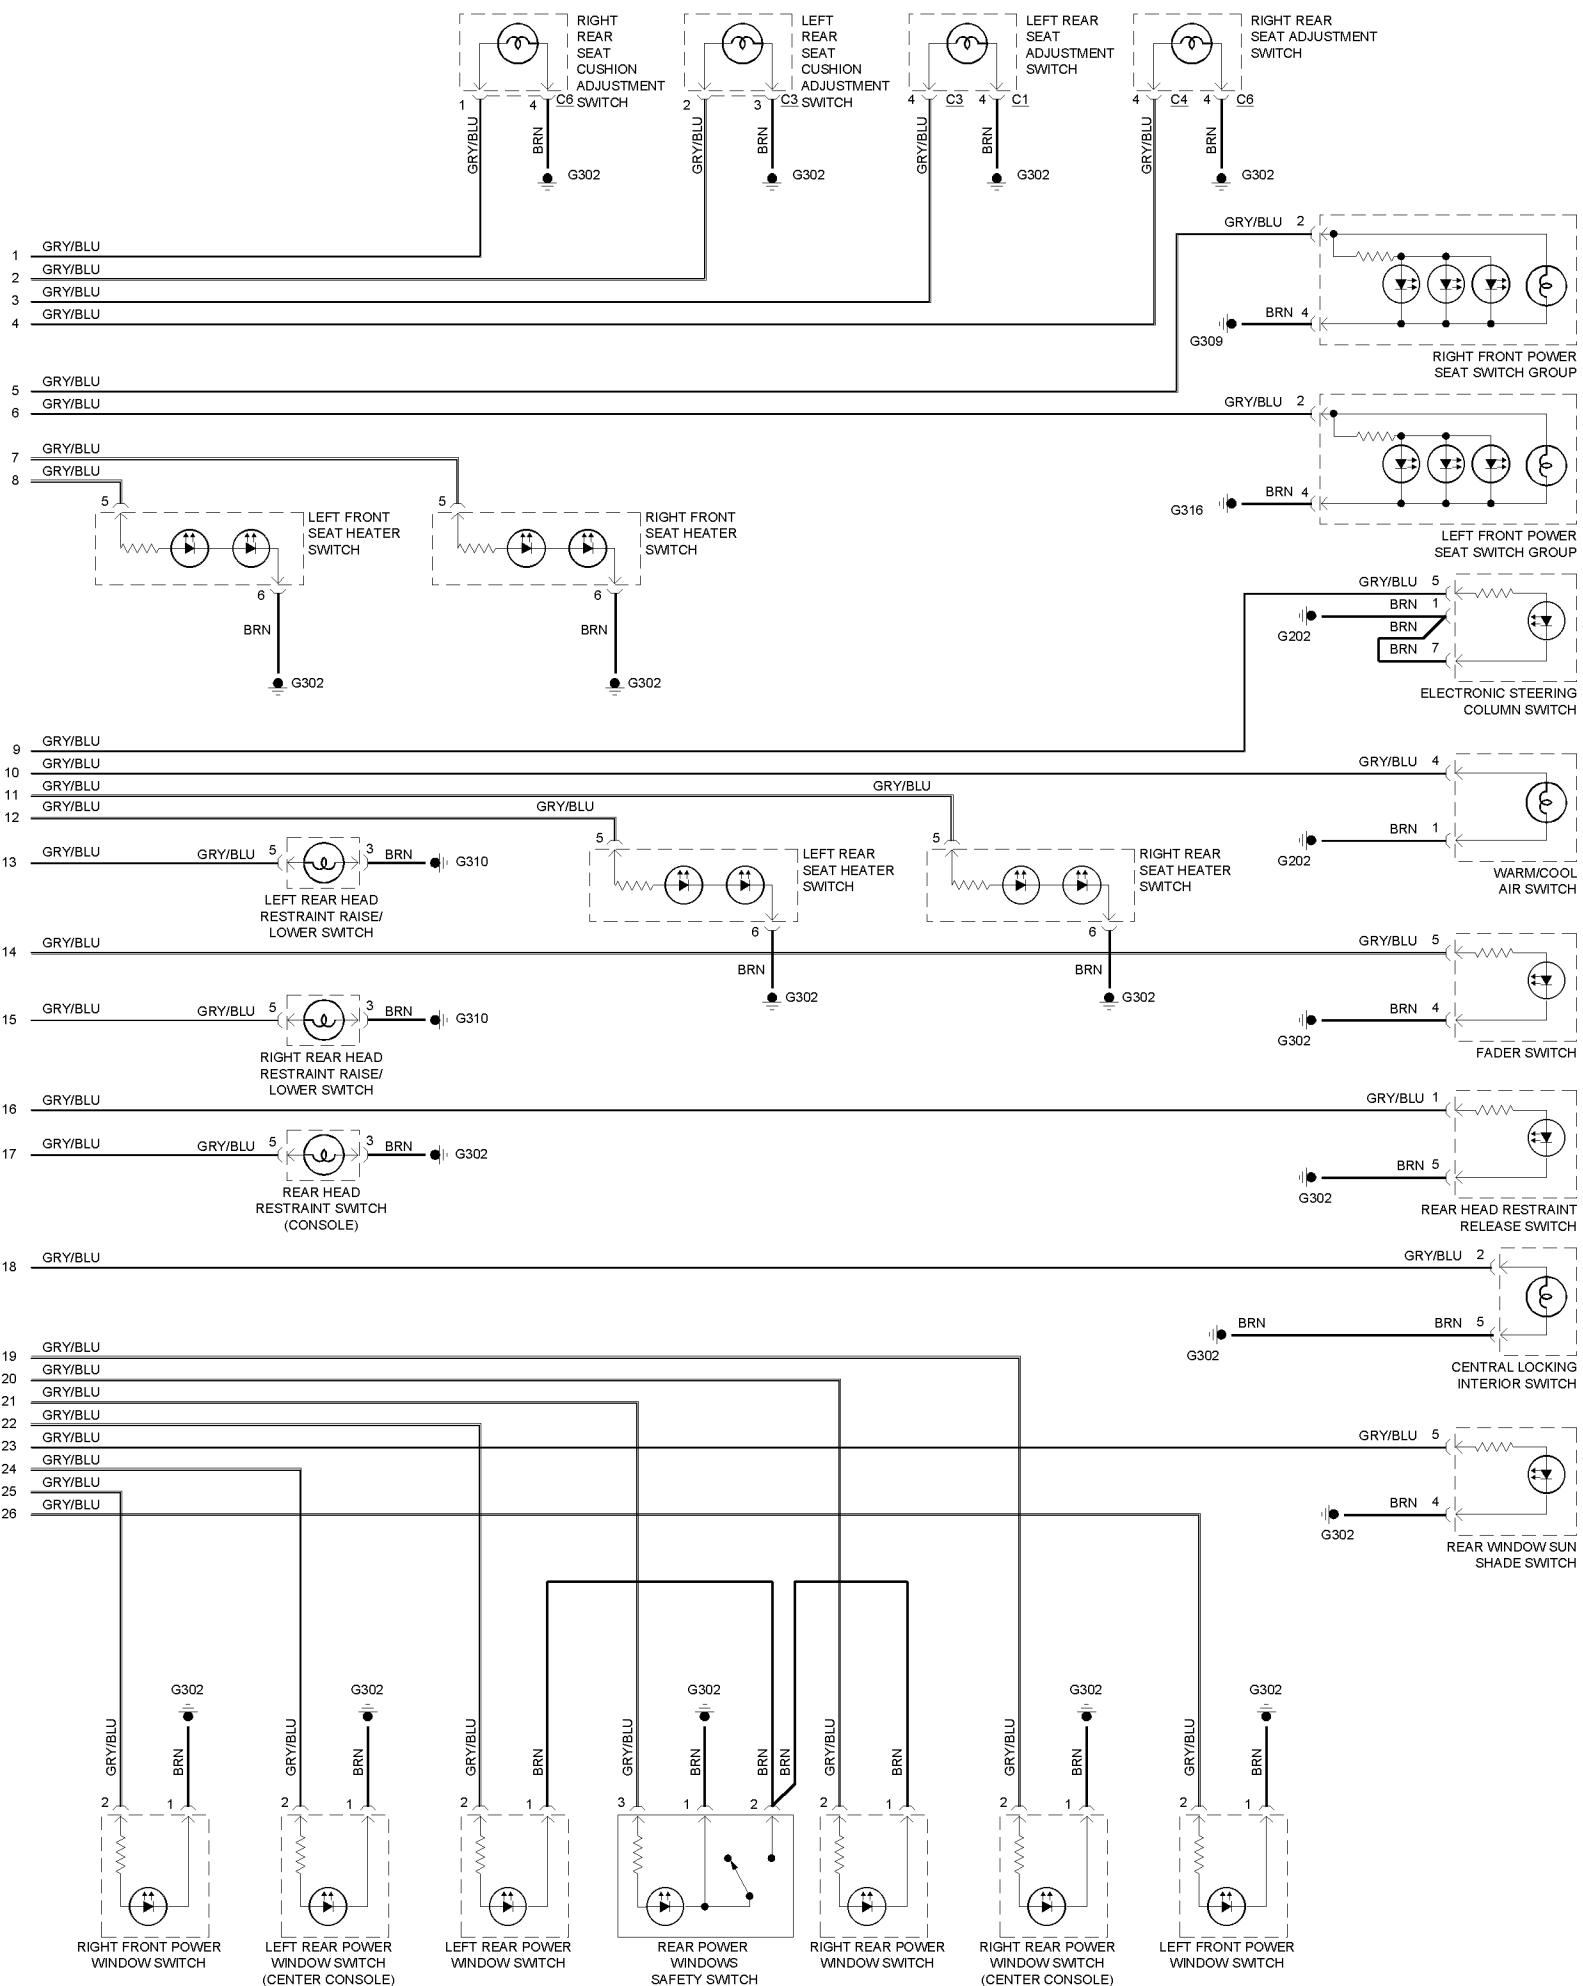 RIGHT
REAR
SEAT
CUSHION
ADJUSTMENT
SWITCH
LEFT
REAR
SEAT
CUSHION
ADJUSTMENT
SWITCH
LEFT REAR
SEAT
ADJUSTMENT
SWITCH
RIGHT REAR
SEAT ADJUSTMENT
SWITCH
1 4 C6 2 3 C3 4 C3 4 C1 4 C4 4 C6
GRY/BLU BRN GRY/BLU BRN GRY/BLU BRN GRY/BLU BRN
G302 G302 G302 G302
1 GRY/BLU
2 GRY/BLU
3 GRY/BLU
4 GRY/BLU
GRY/BLU 2
BRN 4
G309
RIGHT FRONT POWER
SEAT SWITCH GROUP
5 GRY/BLU
6 GRY/BLU
GRY/BLU 2
BRN 4
G316
LEFT FRONT POWER
SEAT SWITCH GROUP
7 GRY/BLU
8 GRY/BLU
5
LEFT FRONT
SEAT HEATER
SWITCH
6
BRN
G302
5
RIGHT FRONT
SEAT HEATER
SWITCH
6
BRN
G302
GRY/BLU 5
BRN 1
BRN
BRN 7
G202
ELECTRONIC STEERING
COLUMN SWITCH
9 GRY/BLU
10 GRY/BLU
11 GRY/BLU GRY/BLU
12 GRY/BLU GRY/BLU
GRY/BLU 4
BRN 1
G202
WARM/COOL
AIR SWITCH
13 GRY/BLU GRY/BLU 5 3 BRN G310
LEFT REAR HEAD
RESTRAINT RAISE/
LOWER SWITCH
5
LEFT REAR
SEAT HEATER
SWITCH
6
BRN
G302
5
RIGHT REAR
SEAT HEATER
SWITCH
6
BRN
G302
14 GRY/BLU GRY/BLU 5
BRN 4
G302
FADER SWITCH
15 GRY/BLU GRY/BLU 5 3 BRN G310
RIGHT REAR HEAD
RESTRAINT RAISE/
LOWER SWITCH
16 GRY/BLU GRY/BLU 1
BRN 5
G302
REAR HEAD RESTRAINT
RELEASE SWITCH
17 GRY/BLU GRY/BLU 5 3 BRN G302
REAR HEAD
RESTRAINT SWITCH
(CONSOLE)
18 GRY/BLU GRY/BLU 2
BRN BRN 5
G302
CENTRAL LOCKING
INTERIOR SWITCH
19 GRY/BLU
20 GRY/BLU
21 GRY/BLU
22 GRY/BLU
23 GRY/BLU GRY/BLU 5
24 GRY/BLU
25 GRY/BLU
26 GRY/BLU
BRN 4
G302
REAR WINDOW SUN
SHADE SWITCH
G302 G302 G302 G302 G302
GRY/BLU BRN GRY/BLU BRN GRY/BLU BRN GRY/BLU BRN BRN BRN GRY/BLU BRN GRY/BLU BRN GRY/BLU BRN
2 1 2 1 2 1 3 1 2 2 1 2 1 2 1
RIGHT FRONT POWER
WINDOW SWITCH
LEFT REAR POWER
WINDOW SWITCH
(CENTER CONSOLE)
LEFT REAR POWER
WINDOW SWITCH
REAR POWER
WINDOWS
SAFETY SWITCH
RIGHT REAR POWER
WINDOW SWITCH
RIGHT REAR POWER
WINDOW SWITCH
(CENTER CONSOLE)
LEFT FRONT POWER
WINDOW SWITCH